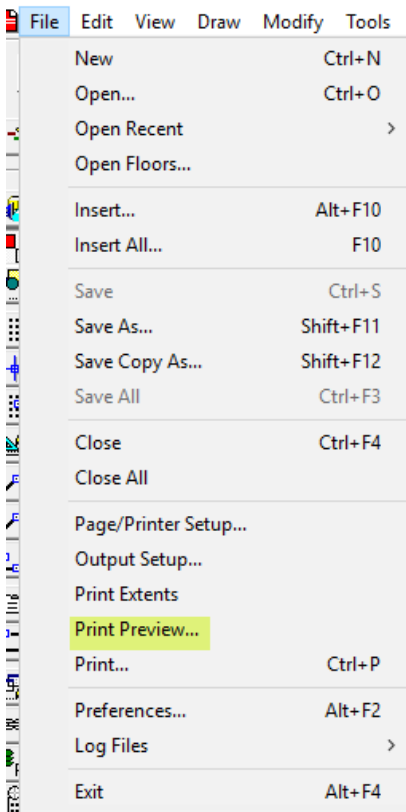 File Edit View Draw Modify Tools
New Ctrl+N
Open... Ctrl+O
Open Recent >
Open Floors...
Insert... Alt+F10
Insert All... F10
Save Ctrl+S
Save As... Shift+F11
Save Copy As... Shift+F12
Save All Ctrl+F3
Close Ctrl+F4
Close All
Page/Printer Setup...
Output Setup...
Print Extents
Print Preview...
Print... Ctrl+P
Preferences... Alt+F2
Log Files >
Exit Alt+F4